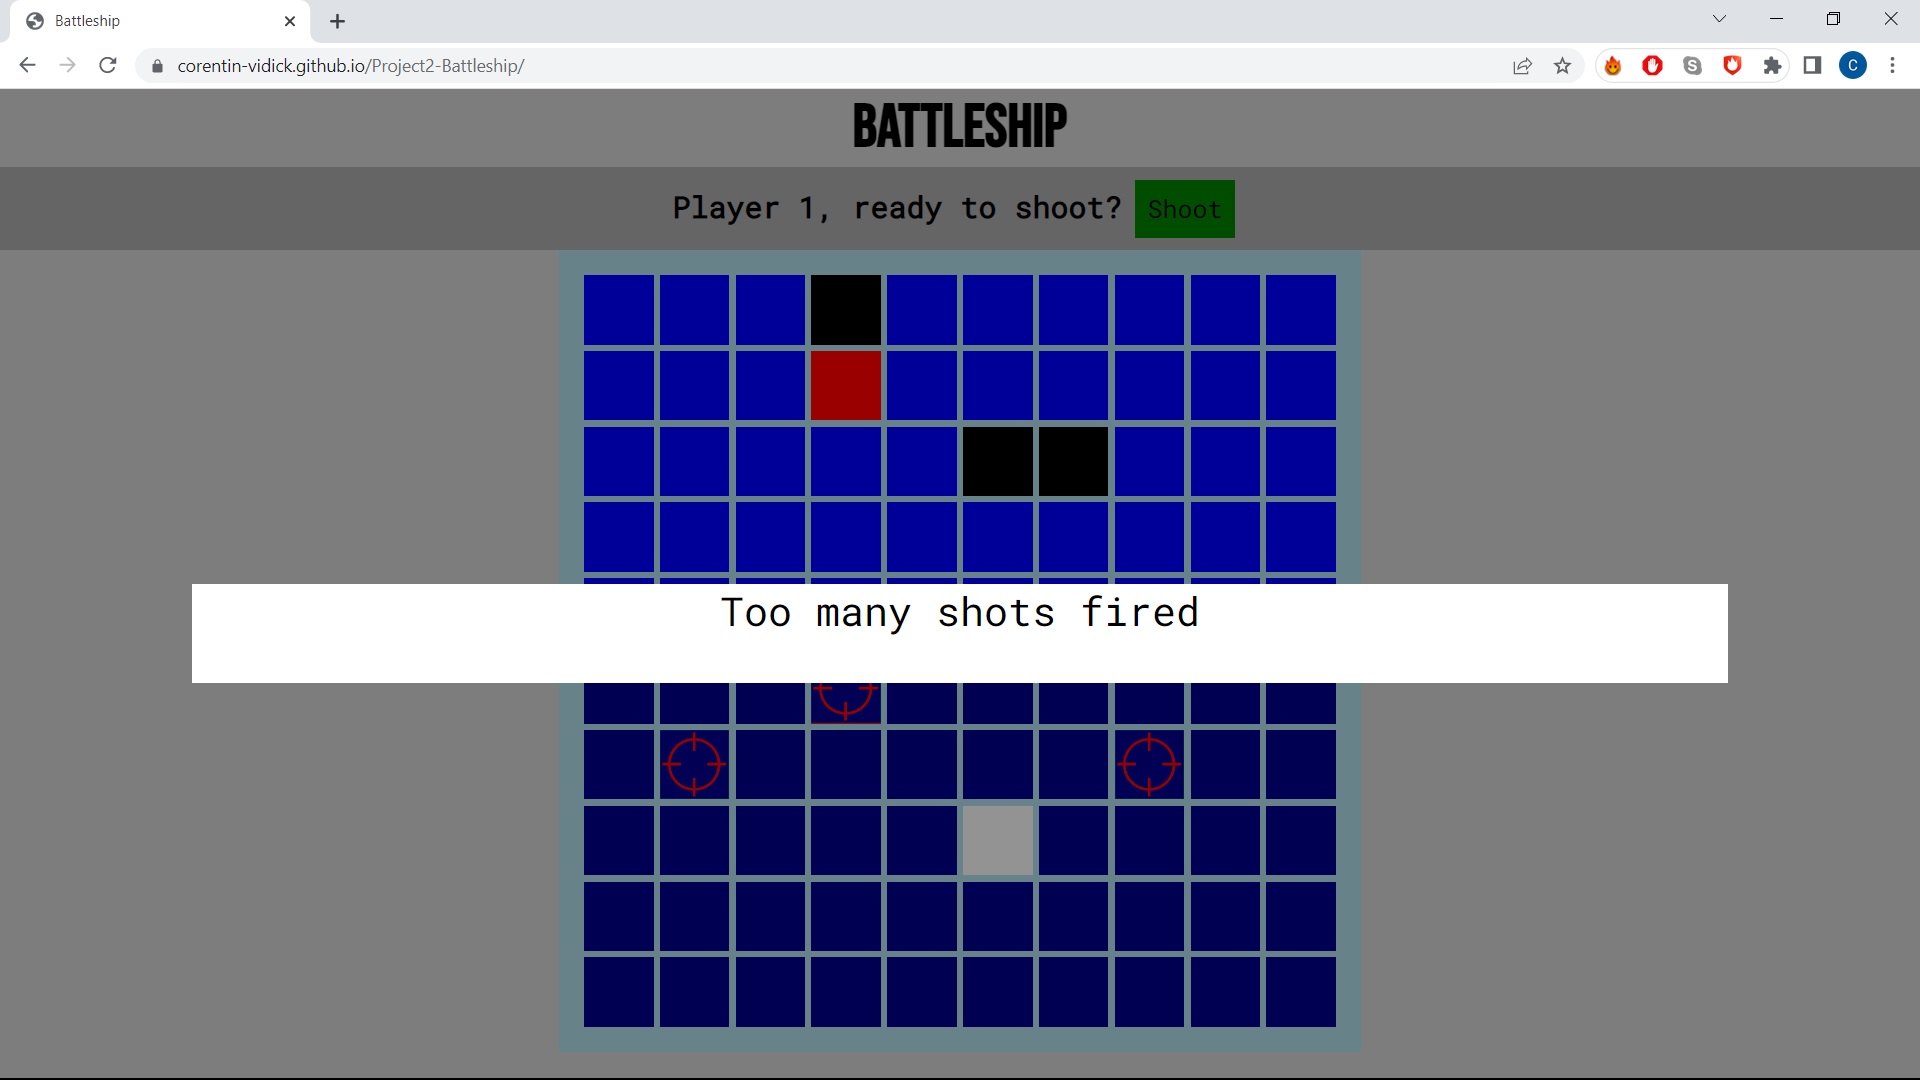 Battleship
corentin-vidick.github.io/Project2-Battleship/
C
BATTLESHIP
Player 1, ready to shoot? Shoot
Too many shots fired